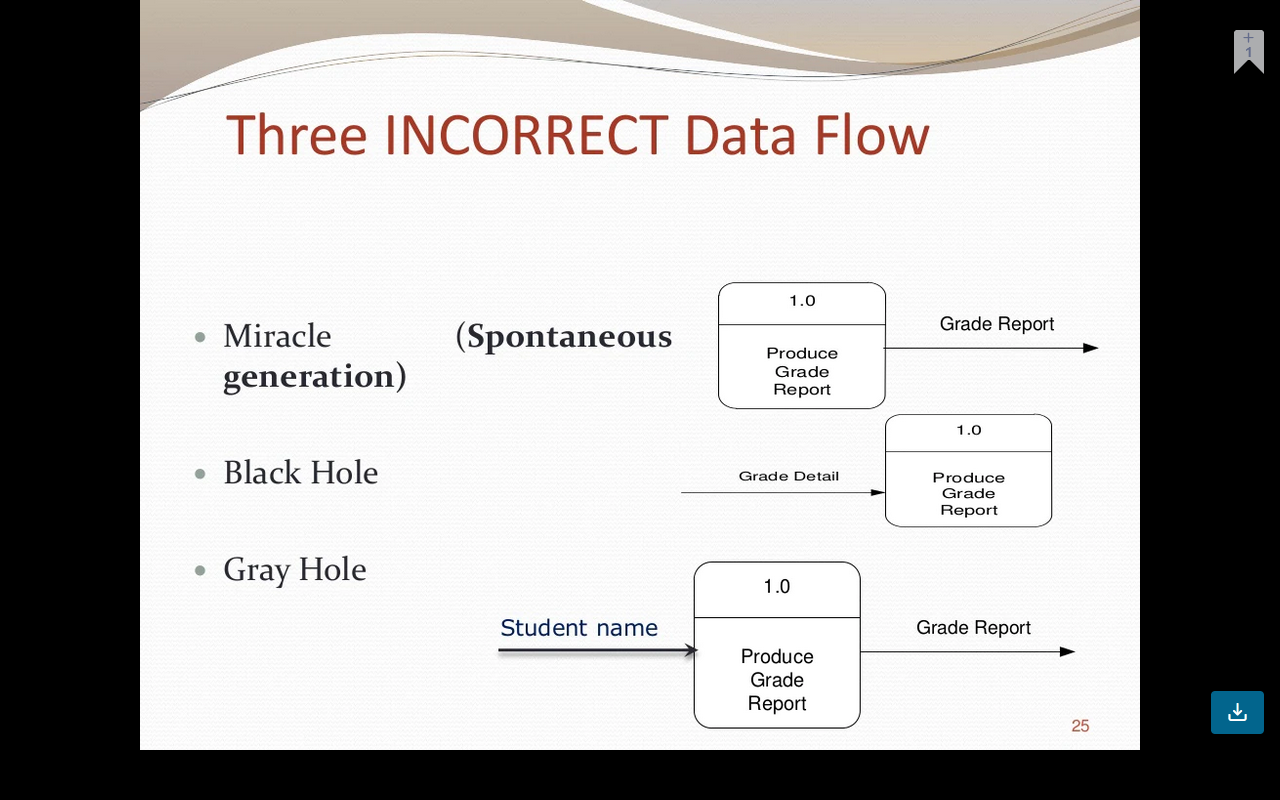 +
1
Three INCORRECT Data Flow
• Miracle (Spontaneous
generation)
1.0
Produce
Grade
Report
Grade Report
• Black Hole
Grade Detail
1.0
Produce
Grade
Report
• Gray Hole
Student name
1.0
Produce
Grade
Report
Grade Report
25